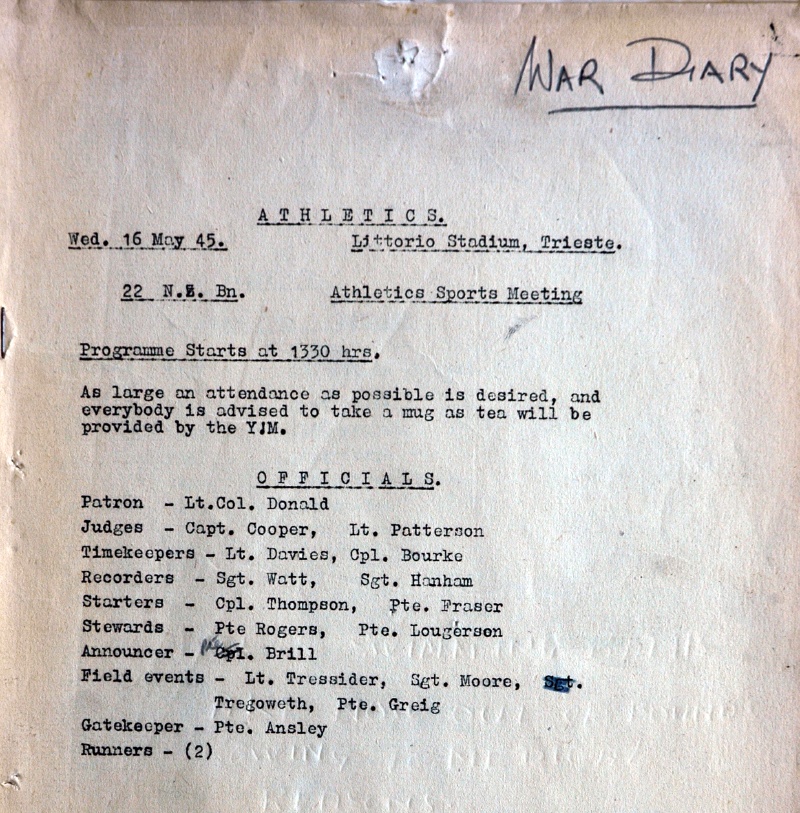 WAR DIARY
A T H L E T I C S.
Wed. 16 May 45. Littorio Stadium, Trieste.
22 N.Z. Bn. Athletics Sports Meeting
Programme Starts at 1330 hrs.
As large an attendance as possible is desired, and
everybody is advised to take a mug as tea will be
provided by the YJM.
O F F I C I A L S.
Patron - Lt.Col. Donald
Judges - Capt. Cooper, Lt. Patterson
Timekeepers - Lt. Davies, Cpl. Bourke
Recorders - Sgt. Watt, Sgt. Hanham
Starters - Cpl. Thompson, Pte. Fraser
Stewards - Pte Rogers, Pte. Lougerson
Announcer - Brill
Field events - Lt. Tressider, Sgt. Moore, Sgt.
Tregoweth, Pte. Greig
Gatekeeper - Pte. Ansley
Runners - (2)